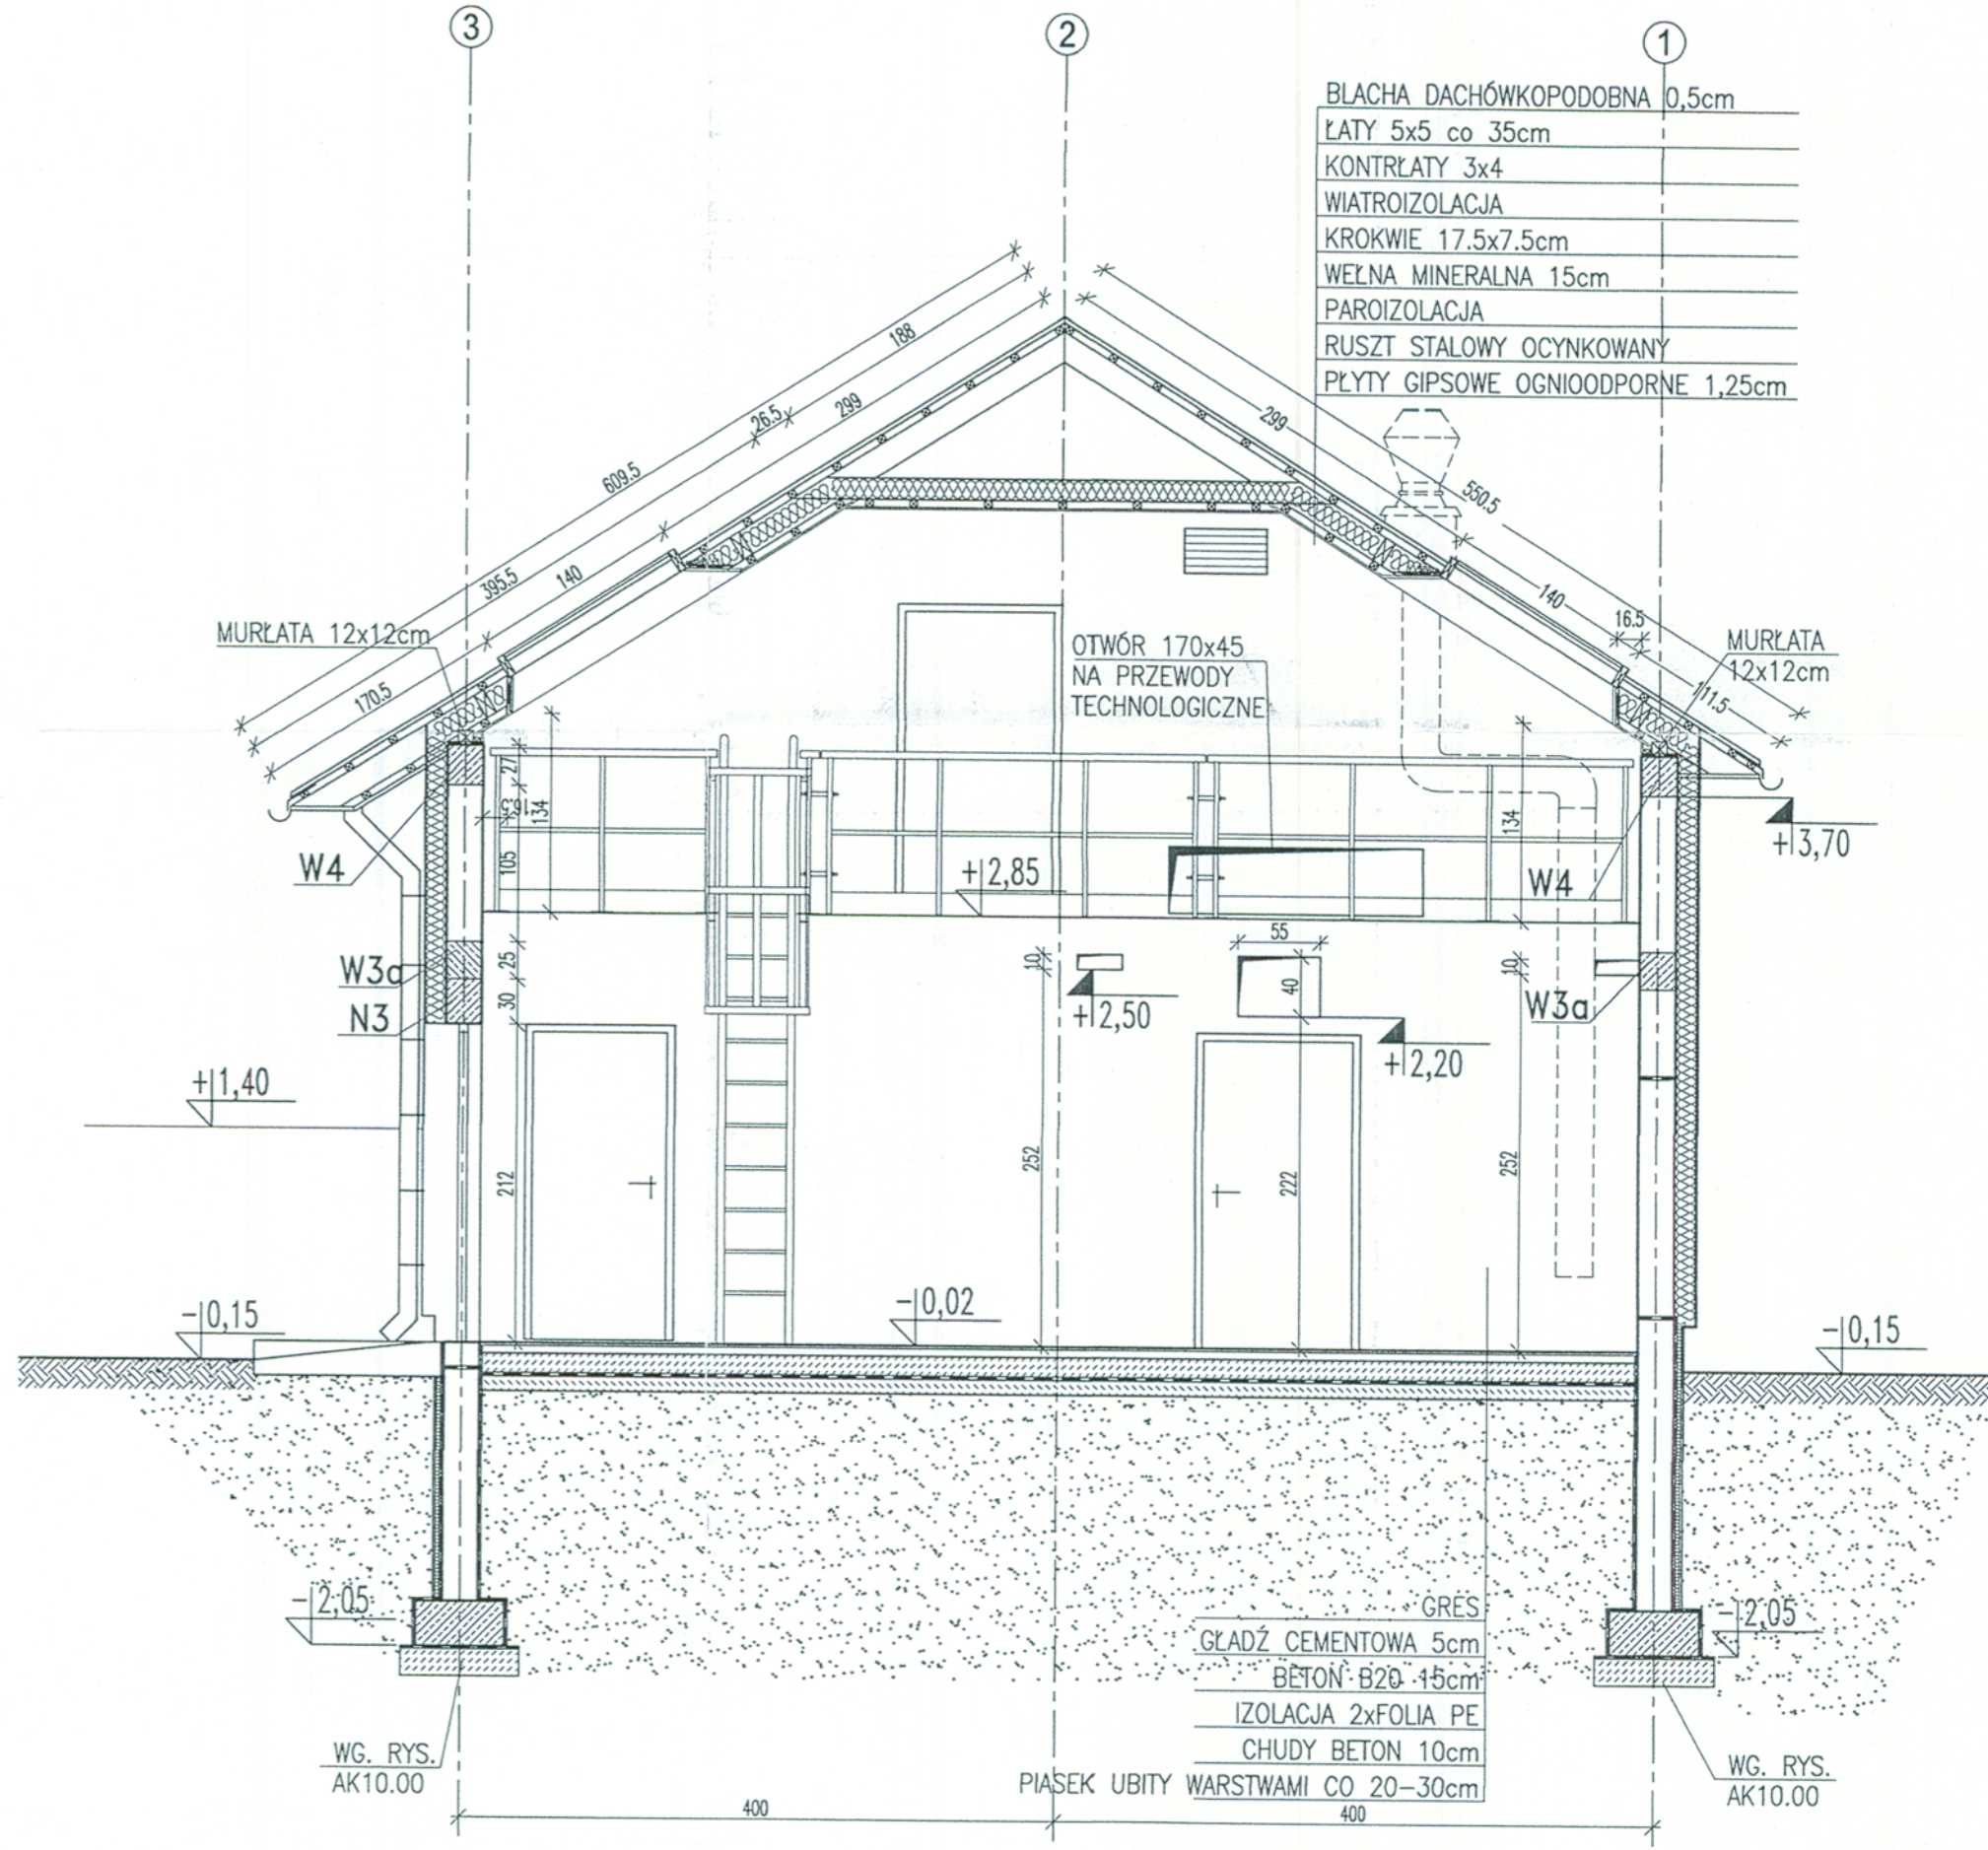 3
2
1
BLACHA DACHÓWKOPODOBNA 0,5cm
ŁATY 5x5 co 35cm
KONTRŁATY 3x4
WIATROIZOLACJA
KROKWIE 17.5x7.5cm
WEŁNA MINERALNA 15cm
PAROIZOLACJA
RUSZT STALOWY OCYNKOWANY
PŁYTY GIPSOWE OGNIOODPORNE 1,25cm
188
26.5
299
609.5
395.5
140
170.5
299
550.5
140
16.5
111.5
MURŁATA 12x12cm
MURŁATA
12x12cm
OTWÓR 170x45
NA PRZEWODY
TECHNOLOGICZNE
27
16.5
134
105
134
+3,70
W4
+2,85
W4
55
W3a
25
10
40
10
N3
30
+2,50
W3a
+2,20
+1,40
212
252
222
252
-0,15
-0,02
-0,15
-2,05
-2,05
GRES
GŁADŹ CEMENTOWA 5cm
BETON B20 15cm
IZOLACJA 2xFOLIA PE
CHUDY BETON 10cm
PIASEK UBITY WARSTWAMI CO 20-30cm
WG. RYS.
AK10.00
WG. RYS.
AK10.00
400
400